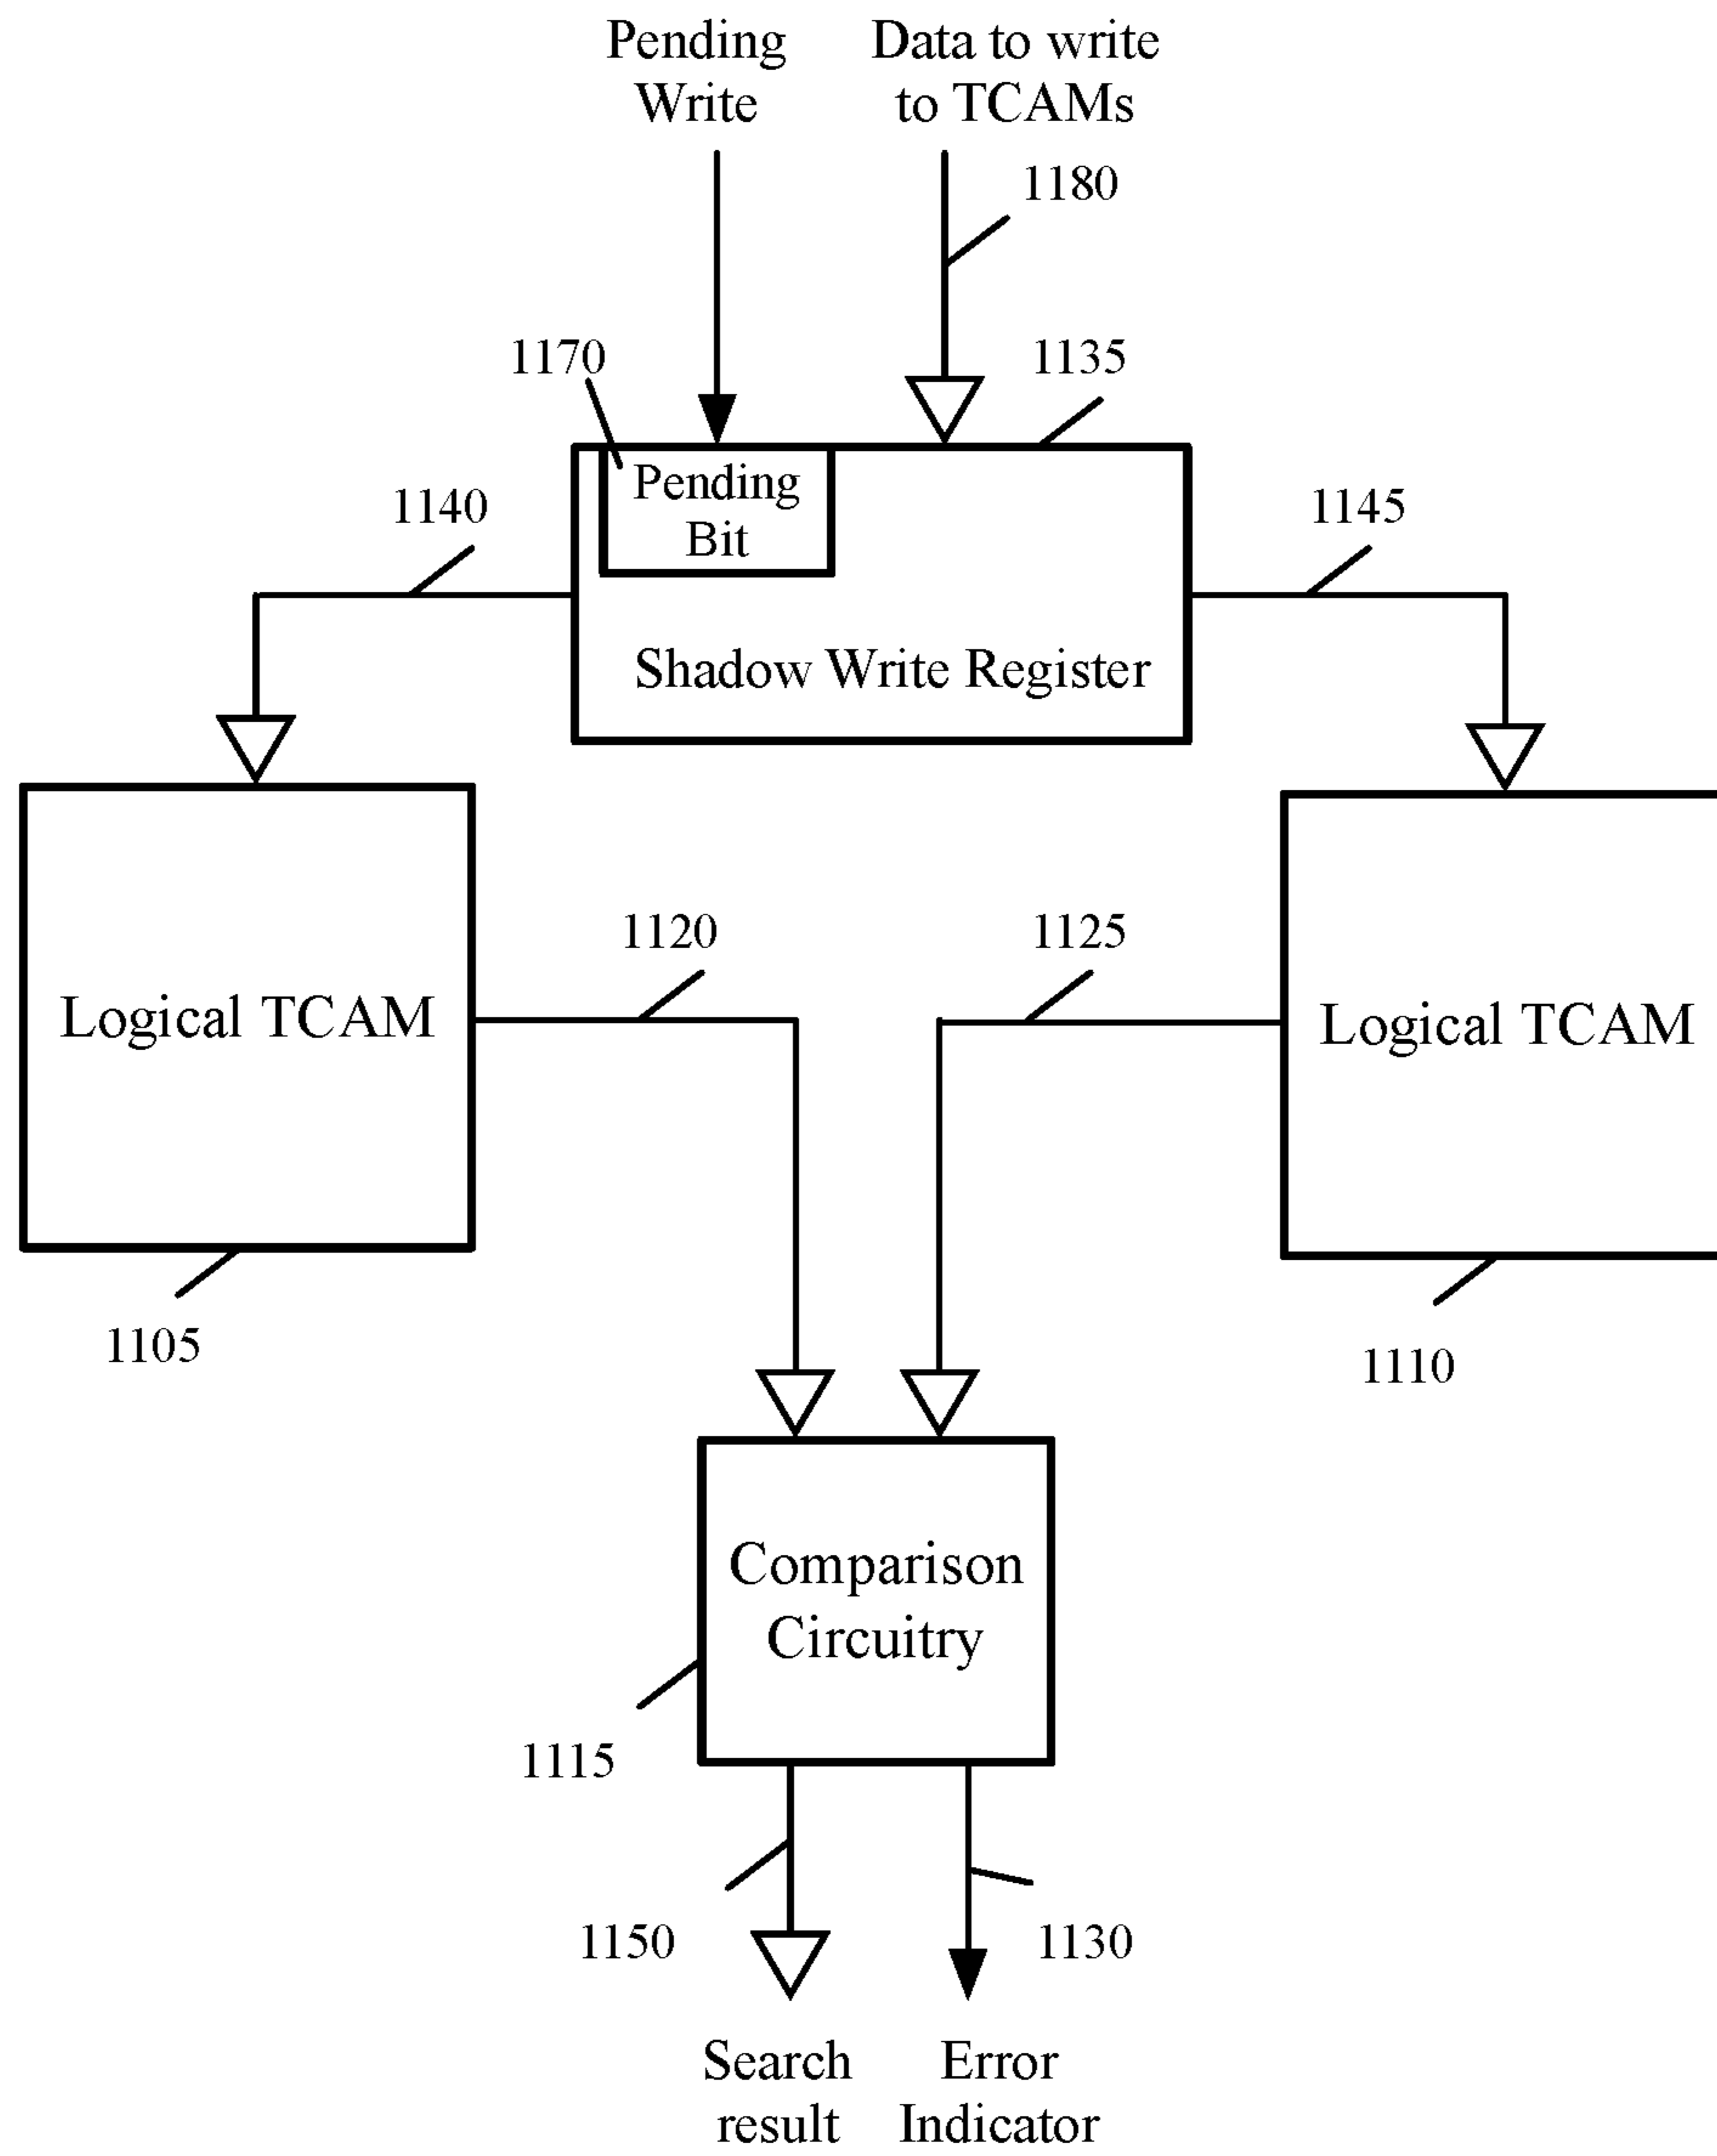 Pending
Write
Data to write
to TCAMs
1180
1170
1135
Pending
Bit
1140
1145
Shadow Write Register
1120
1125
Logical TCAM
Logical TCAM
1105
1110
Comparison
Circuitry
1115
1150
1130
Search
result
Error
Indicator